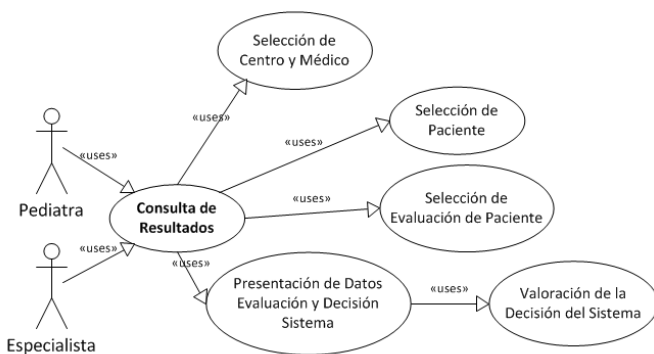 Selección de
Centro y Médico
«uses»
Selección de
Paciente
«uses»
«uses»
Pediatra
Consulta de
Resultados
Selección de
Evaluación de Paciente
«uses»
«uses»
«uses»
Presentación de Datos
Evaluación y Decisión
Sistema
«uses»
Valoración de la
Decisión del Sistema
Especialista